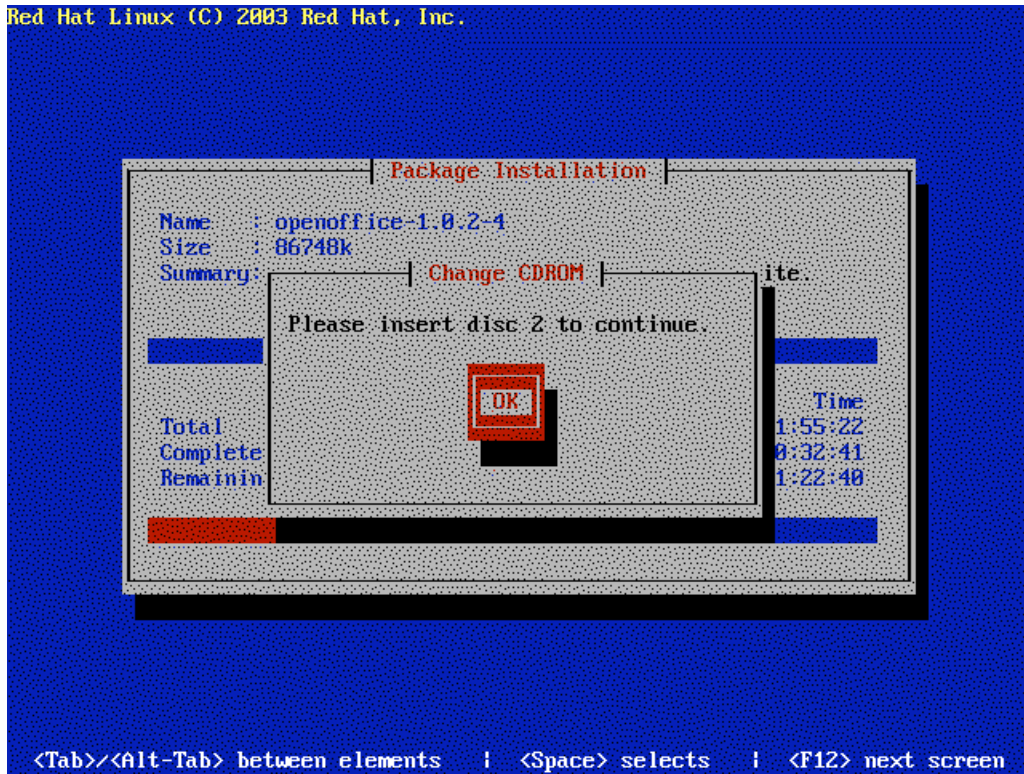 Red Hat Linux (C) 2003 Red Hat, Inc.
Package Installation
Name : openoffice-1.0.2-4
Size : 86748k
Summary: ite.
Change CDROM
Please insert disc 2 to continue.
OK
Time
Total 1:55:22
Complete 0:32:41
Remainin 1:22:40
<Tab>/<Alt-Tab> between elements | <Space> selects | <F12> next screen